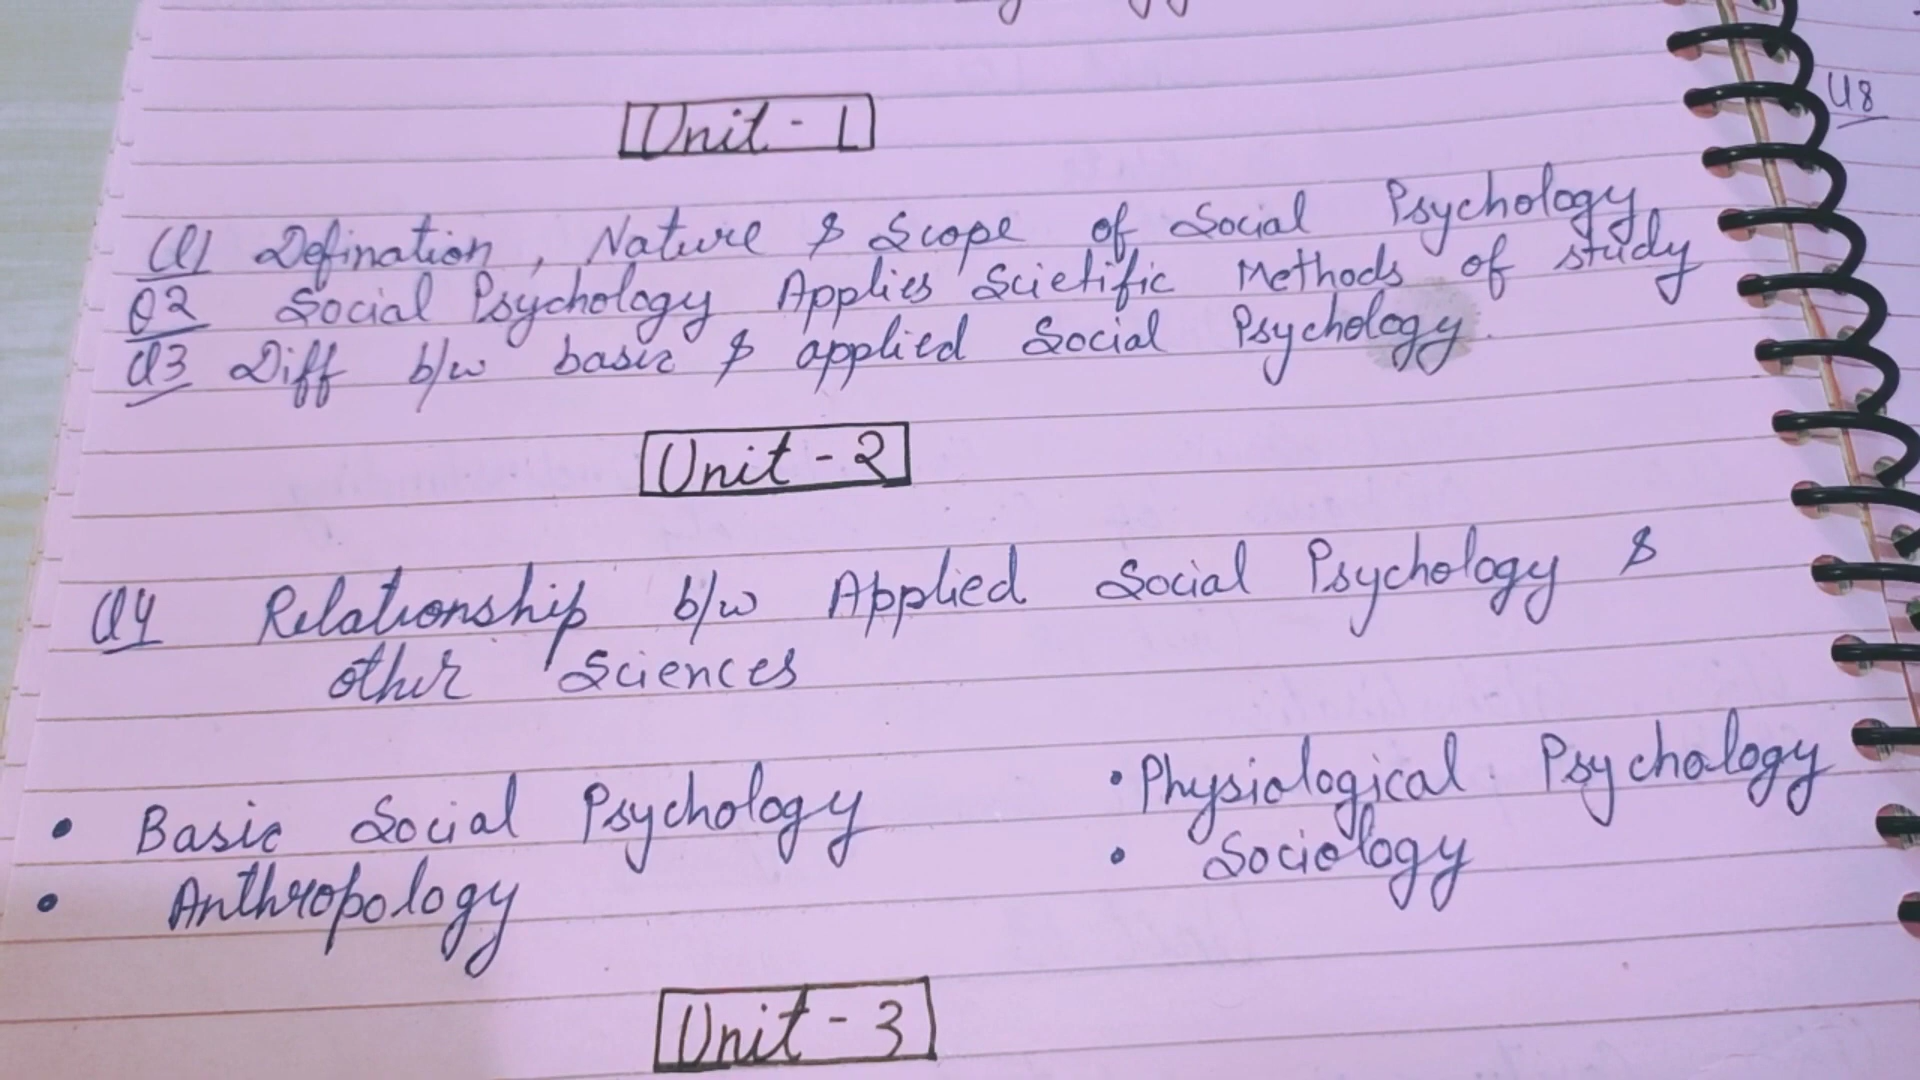 Unit - 1
U8
Q1 Defination, Nature & Scope of Social Psychology
Q2 Social Psychology Applies Scietific Methods of study
Q3 Diff b/w basic & applied Social Psychology.
Unit - 2
Q4 Relationship b/w Applied Social Psychology &
other Sciences
• Basic Social Psychology • Physiological Psychology
• Anthropology • Sociology
Unit - 3